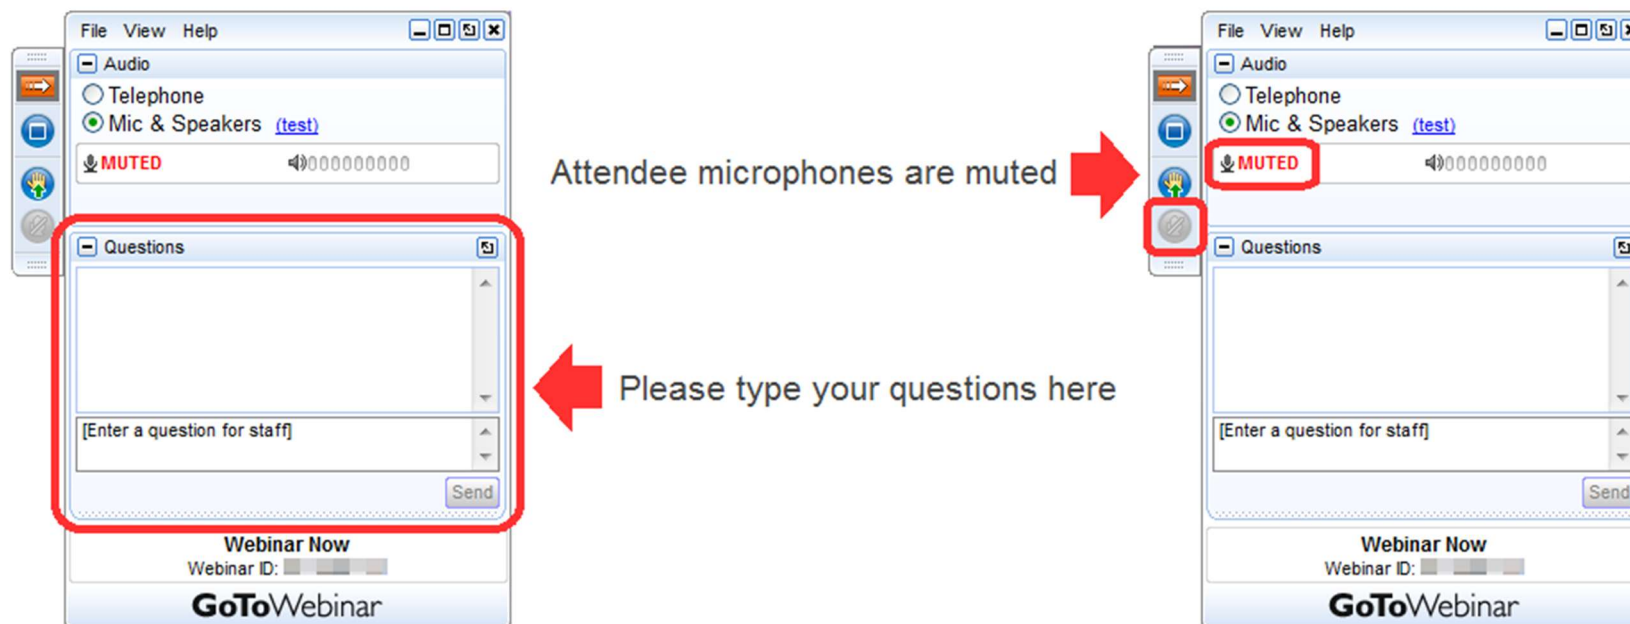 File View Help
Audio
Telephone
Mic & Speakers (test)
MUTED 000000000
Questions
[Enter a question for staff]
Send
Webinar Now
Webinar ID:
GoToWebinar
Attendee microphones are muted
Please type your questions here
File View Help
Audio
Telephone
Mic & Speakers (test)
MUTED 000000000
Questions
[Enter a question for staff]
Send
Webinar Now
Webinar ID:
GoToWebinar